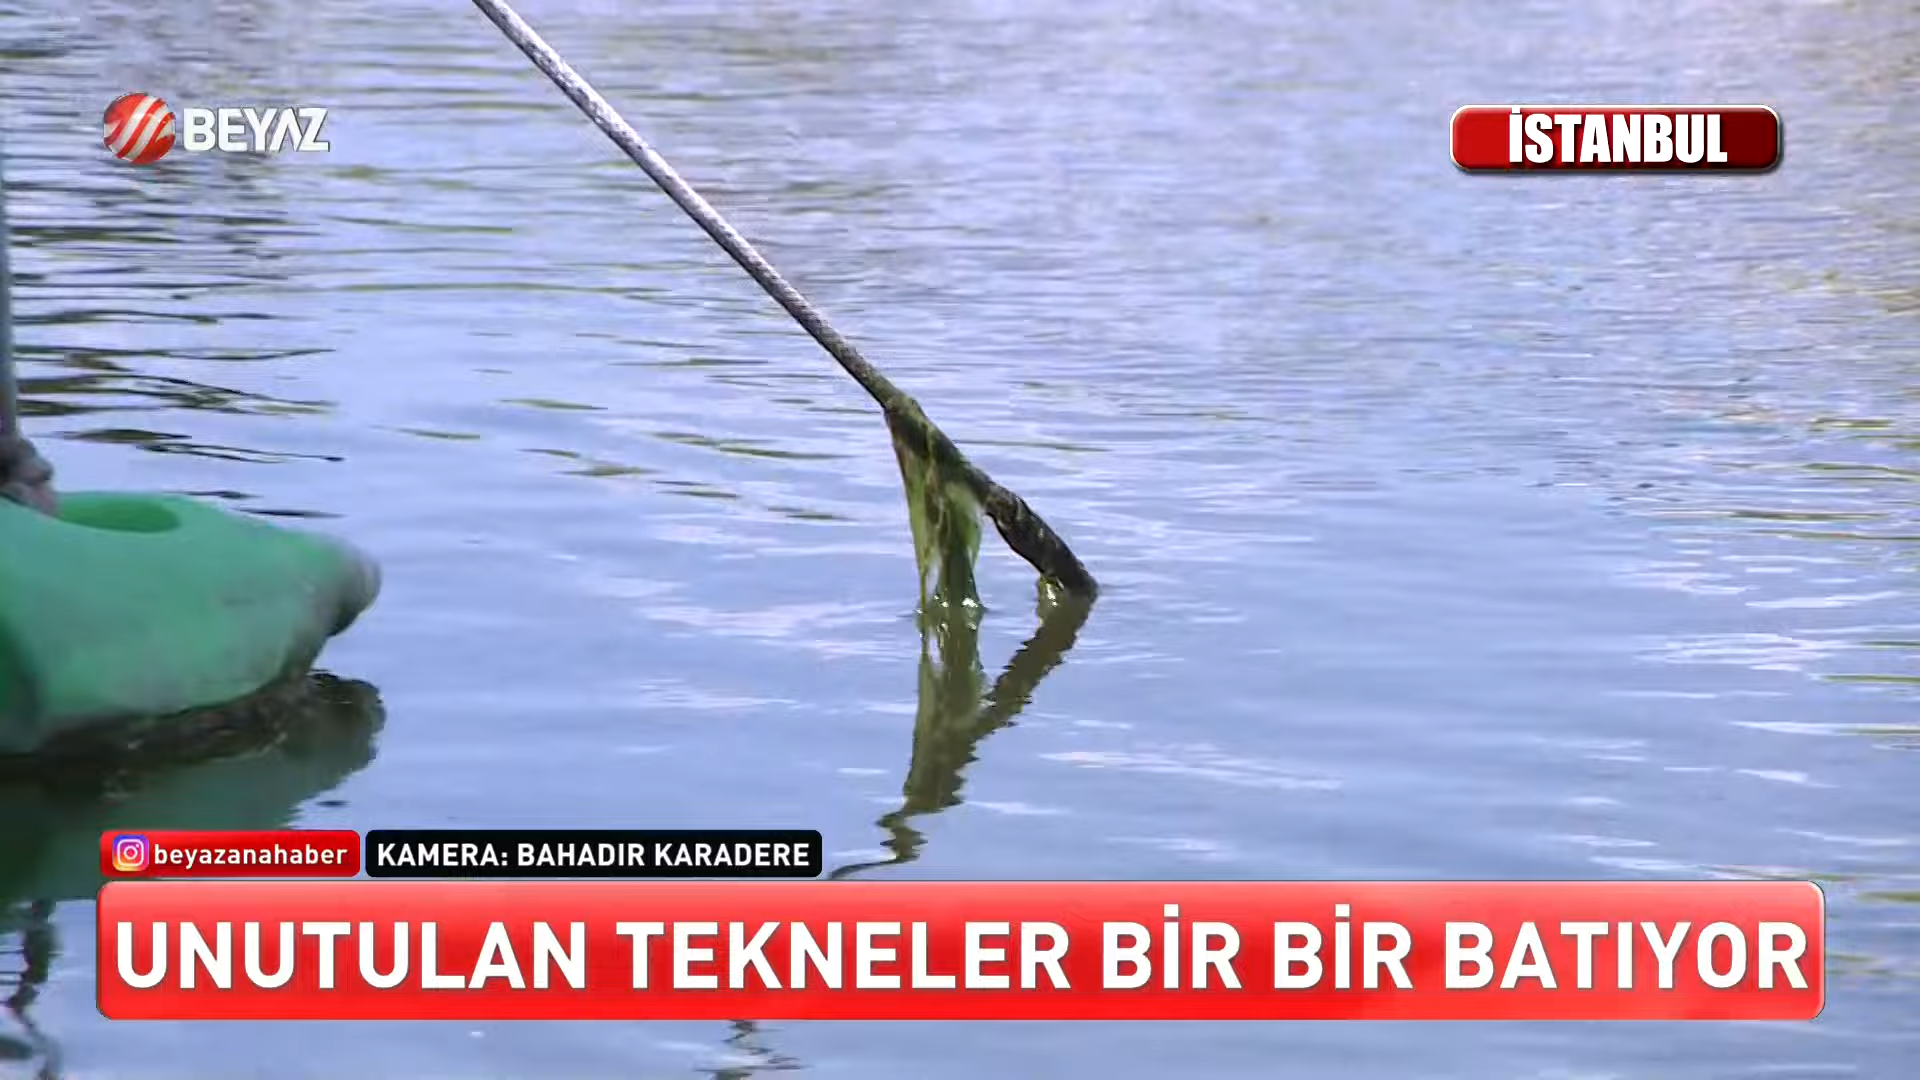 BEYAZ
İSTANBUL
beyazanahaber
KAMERA: BAHADIR KARADERE
UNUTULAN TEKNELER BİR BİR BATIYOR